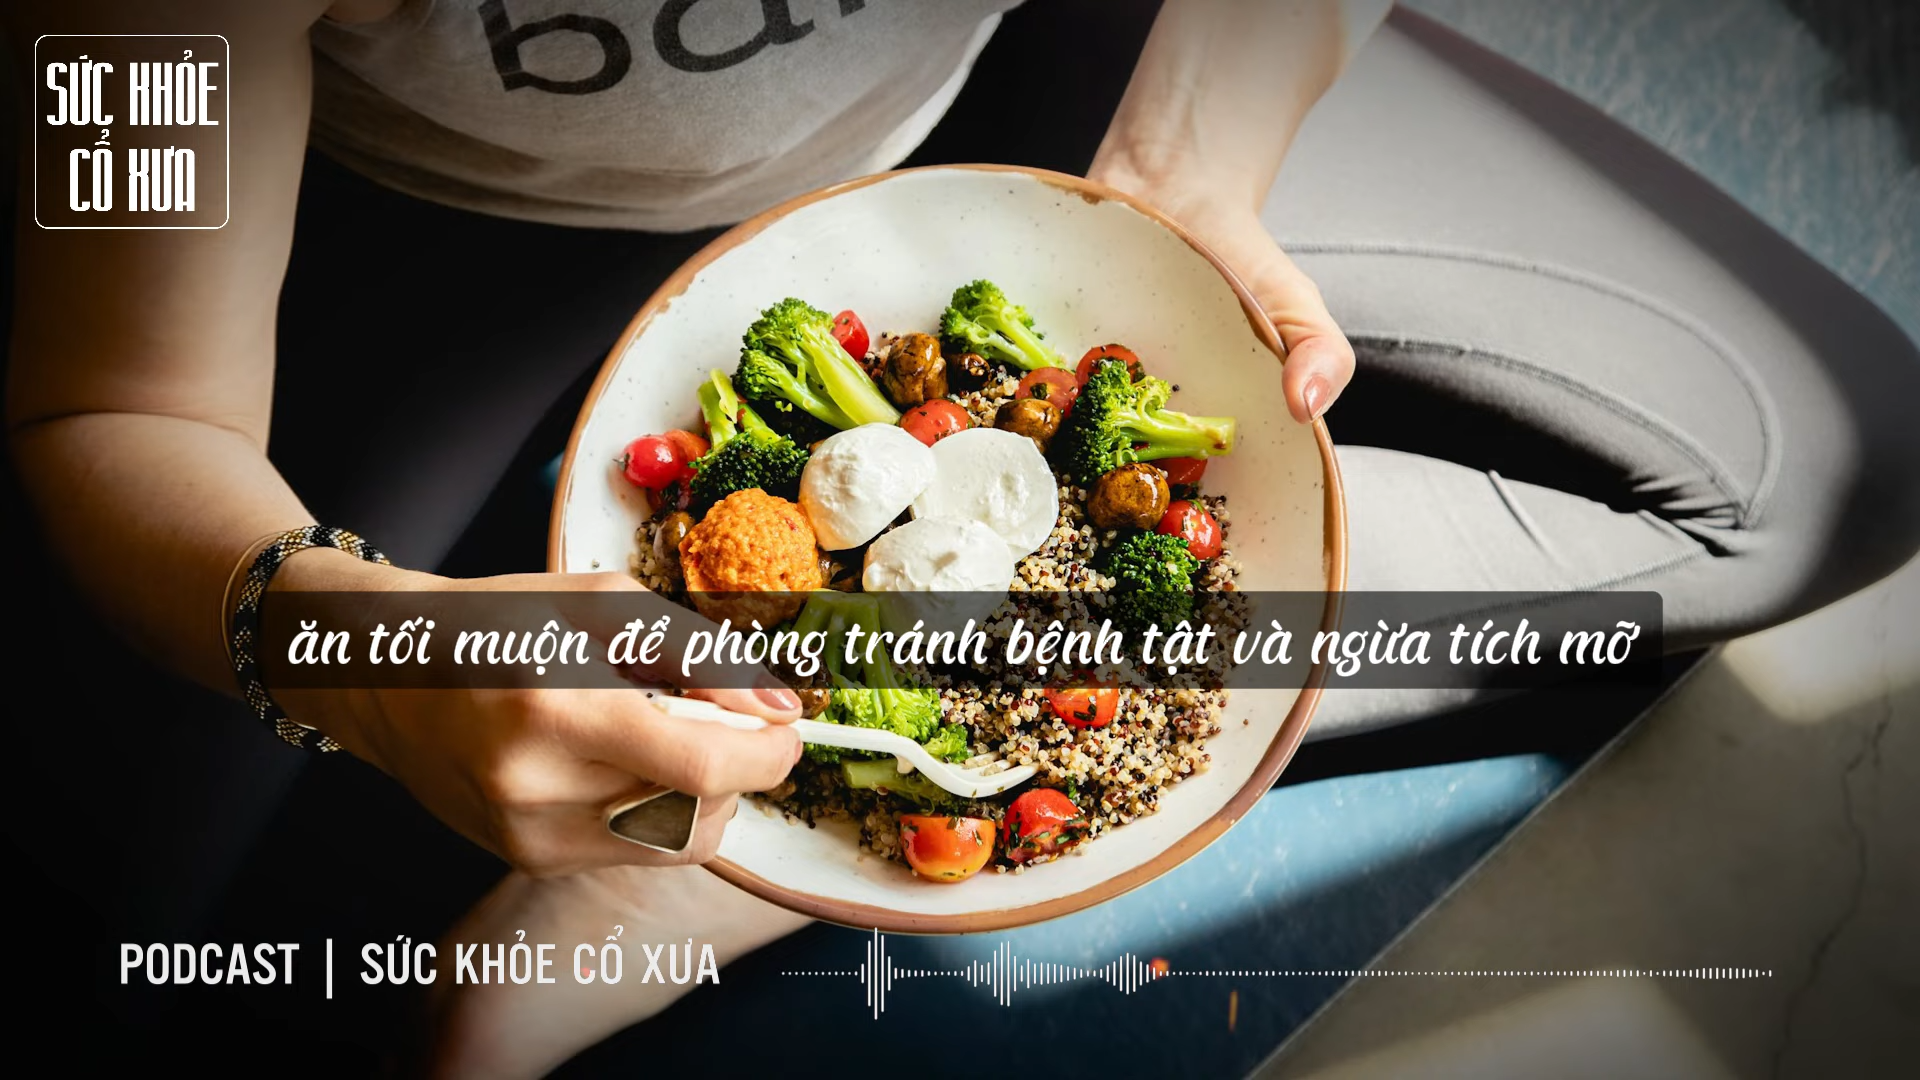 SỨC KHỎE
CỔ XƯA
ăn tối muộn để phòng tránh bệnh tật và ngừa tích mỡ
PODCAST | SỨC KHỎE CỔ XƯA